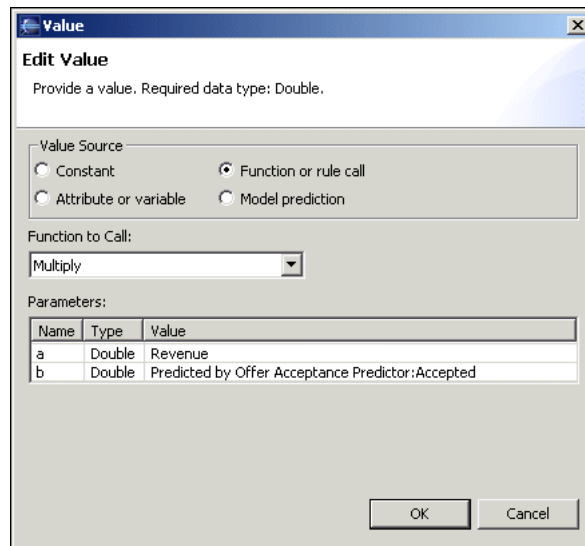 Value
Edit Value
Provide a value. Required data type: Double.
Value Source
Constant
Function or rule call
Attribute or variable
Model prediction
Function to Call:
Multiply
Parameters:
Name Type Value
a Double Revenue
b Double Predicted by Offer Acceptance Predictor:Accepted
OK Cancel